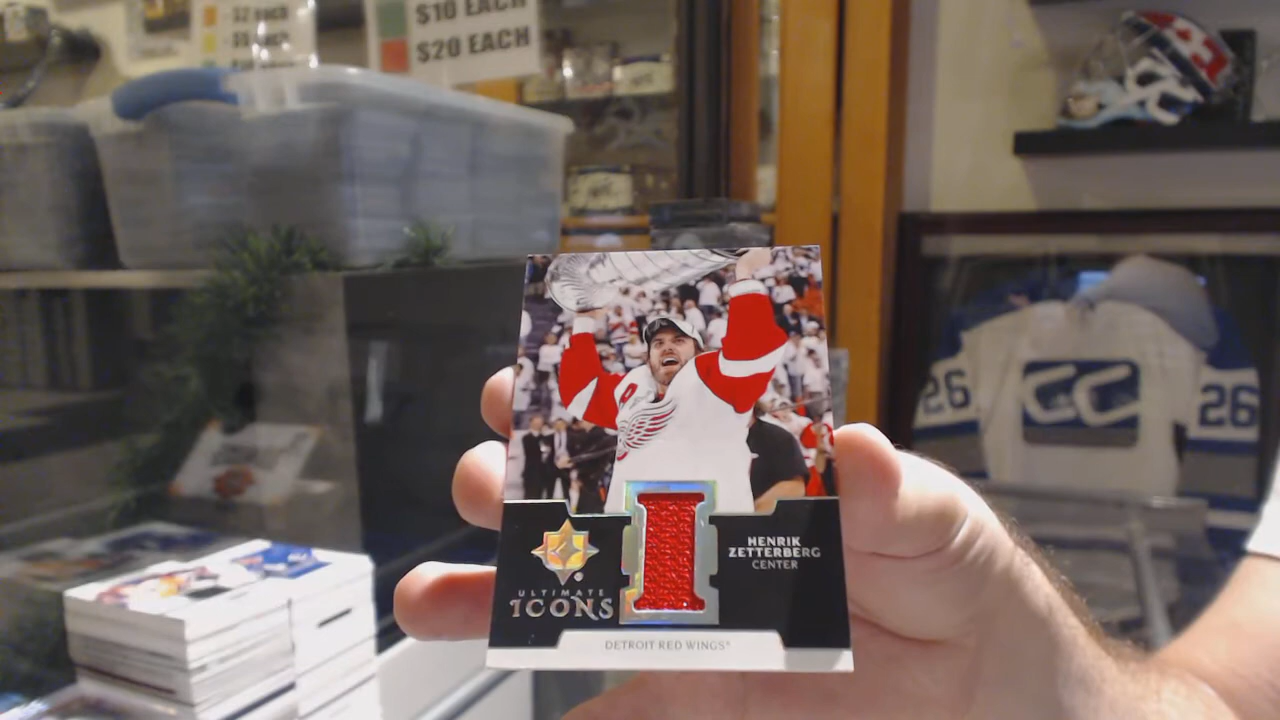 $10 EACH
$20 EACH
26
26
HENRIK
ZETTERBERG
CENTER
ULTIMATE
ICONS
I
DETROIT RED WINGS®